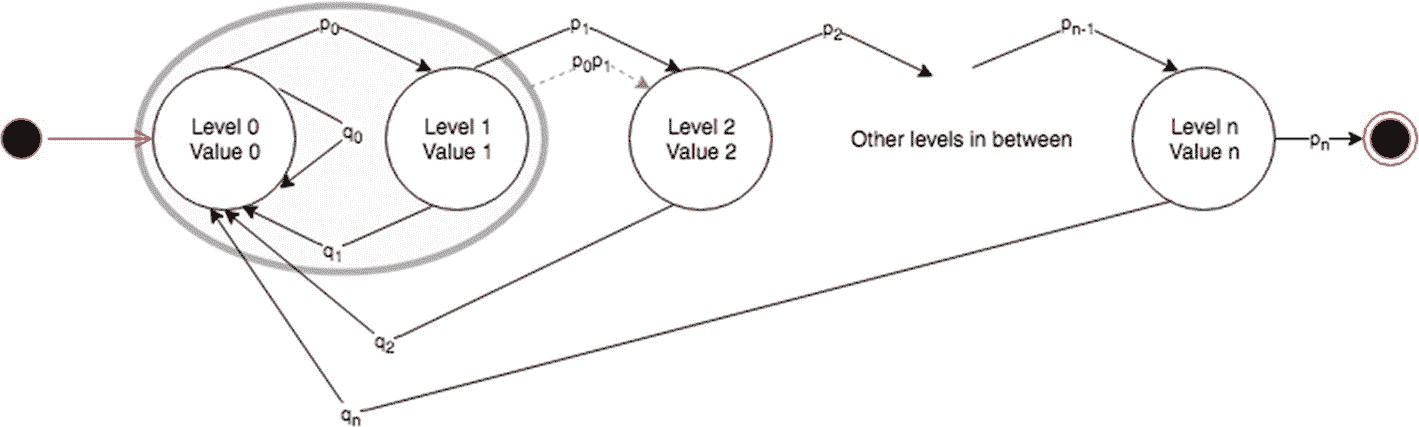 p0
p1
p2
pn-1
p0p1
Level 0
Value 0
q0
Level 1
Value 1
Level 2
Value 2
Other levels in between
Level n
Value n
pn
q1
q2
qn